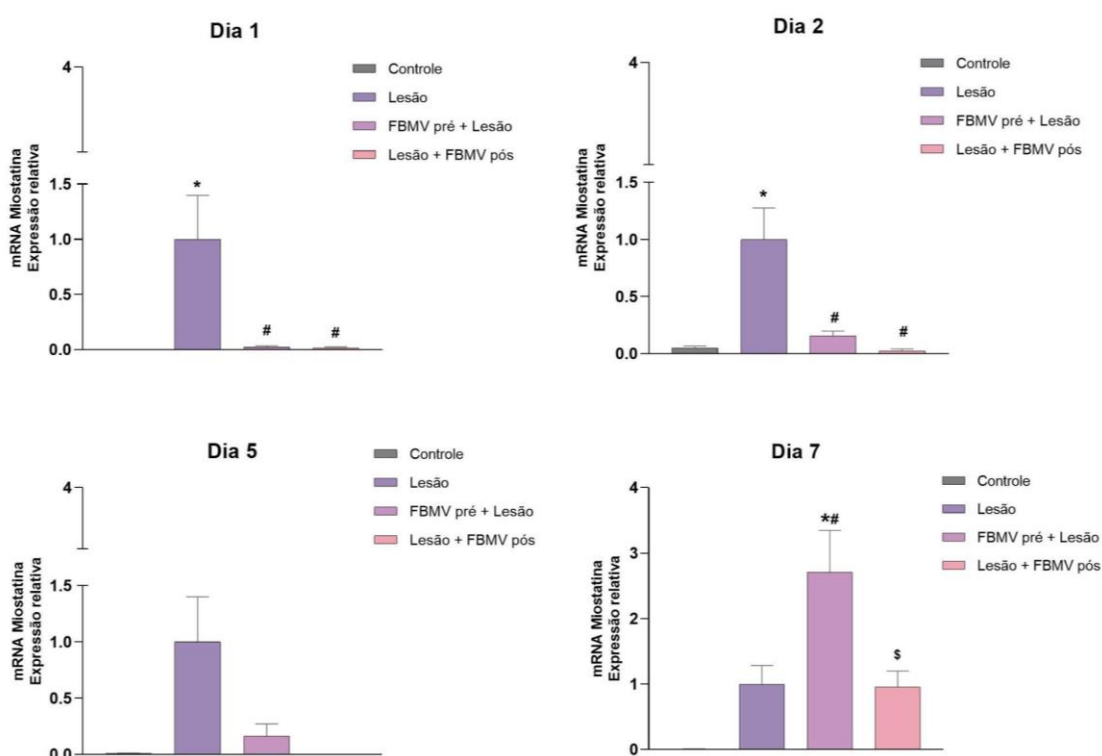 Dia 1
4
1.5
1.0
0.5
0.0
mRNA Miostatina
Expressão relativa
*
#
#
Controle
Lesão
FBMV pré + Lesão
Lesão + FBMV pós
Dia 2
4
1.5
1.0
0.5
0.0
mRNA Miostatina
Expressão relativa
*
#
#
Controle
Lesão
FBMV pré + Lesão
Lesão + FBMV pós
Dia 5
4
1.5
1.0
0.5
0.0
mRNA Miostatina
Expressão relativa
Controle
Lesão
FBMV pré + Lesão
Lesão + FBMV pós
Dia 7
4
3
2
1
0
mRNA Miostatina
Expressão relativa
*#
$
Controle
Lesão
FBMV pré + Lesão
Lesão + FBMV pós